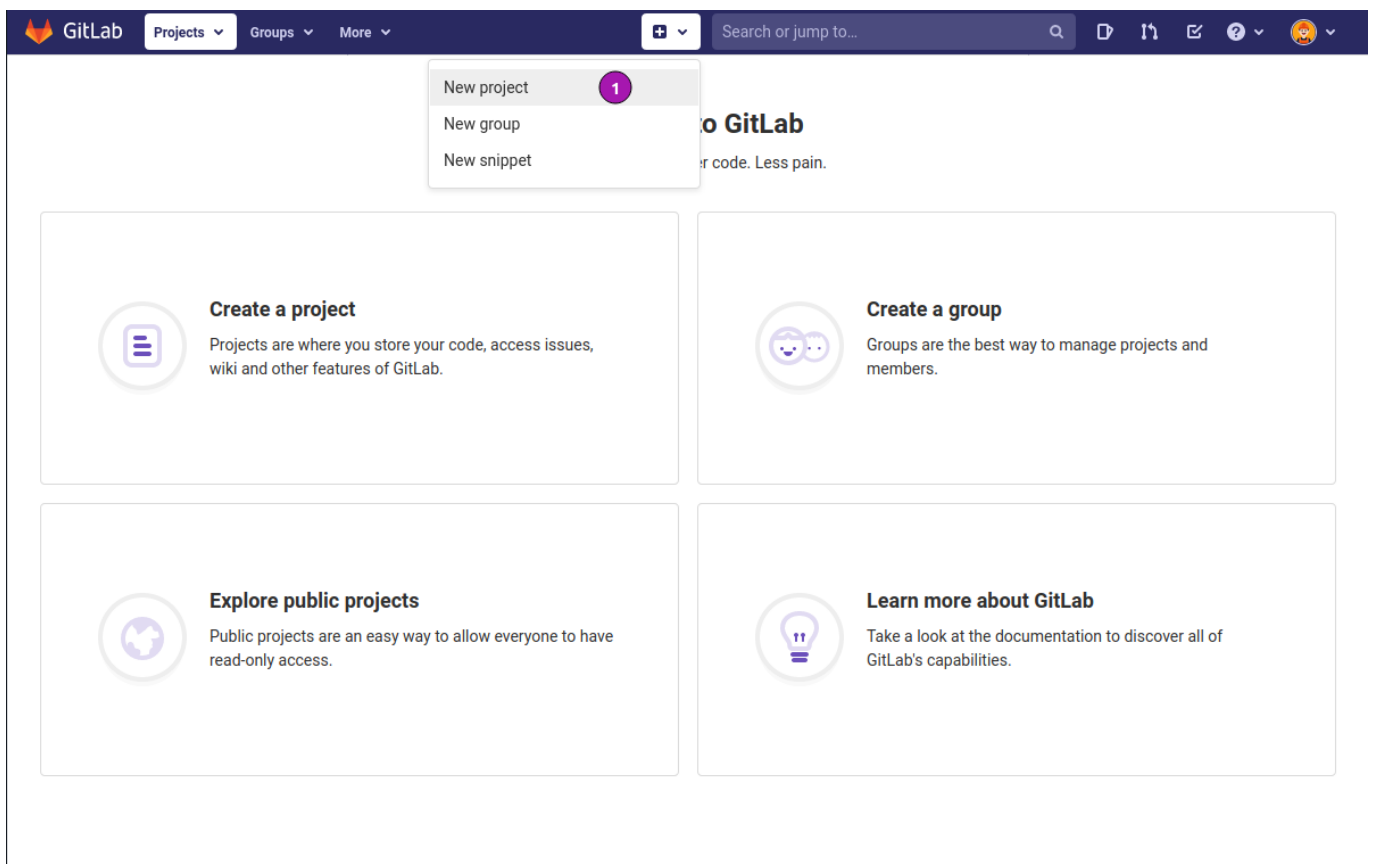 GitLab Projects Groups More Search or jump to...
New project 1
New group
New snippet
to GitLab
er code. Less pain.
Create a project
Projects are where you store your code, access issues,
wiki and other features of GitLab.
Create a group
Groups are the best way to manage projects and
members.
Explore public projects
Public projects are an easy way to allow everyone to have
read-only access.
Learn more about GitLab
Take a look at the documentation to discover all of
GitLab's capabilities.